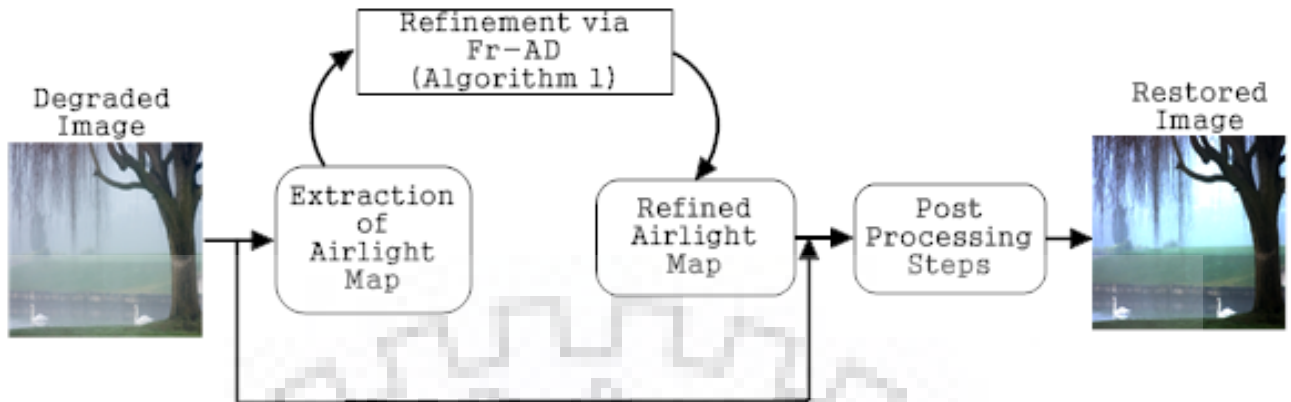 Degraded
Image
Extraction
of
Airlight
Map
Refinement via
Fr-AD
(Algorithm 1)
Refined
Airlight
Map
Post
Processing
Steps
Restored
Image